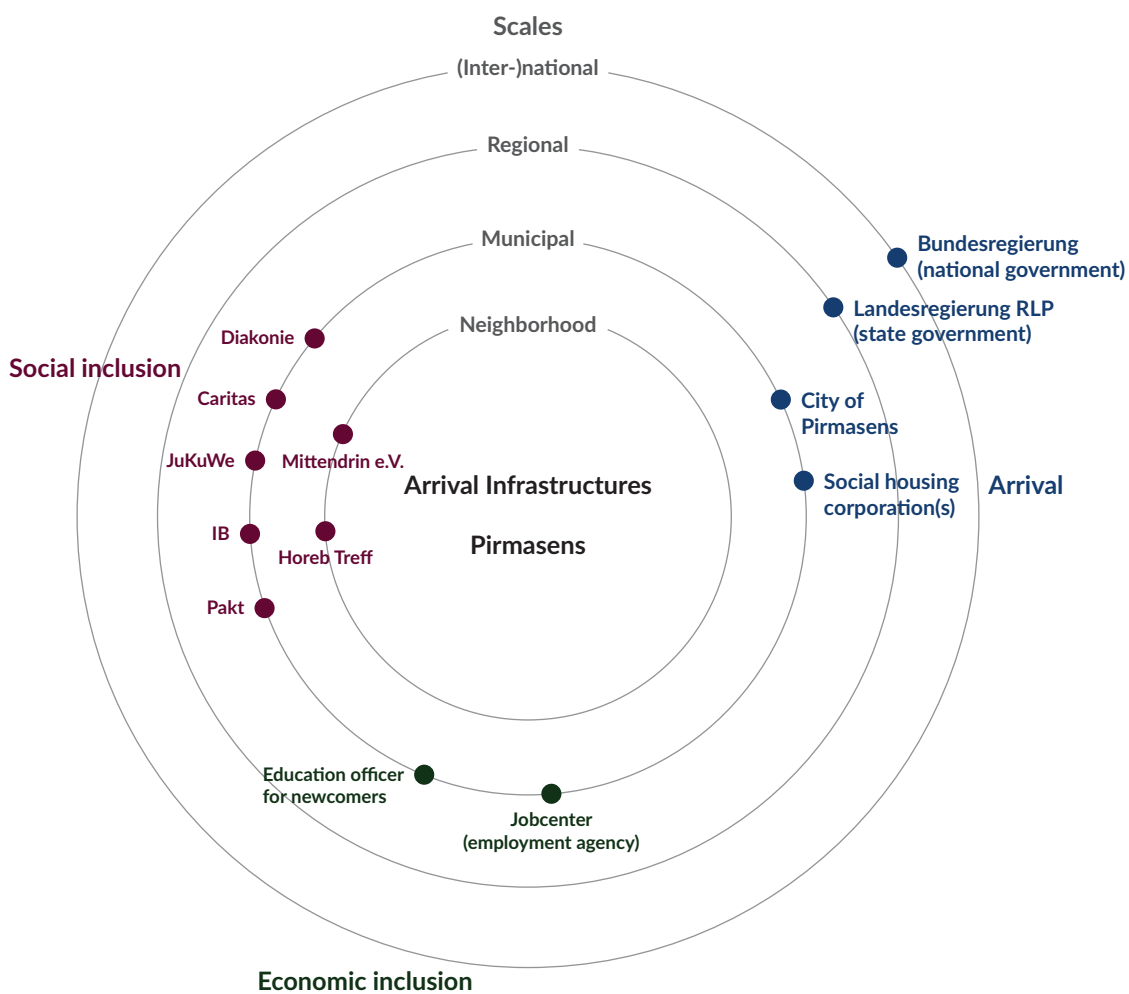 Scales
(Inter-)national
Regional
Municipal
Neighborhood
Bundesregierung
(national government)
Landesregierung RLP
(state government)
City of
Pirmasens
Social housing
corporation(s)
Arrival
Social inclusion
Diakonie
Caritas
JuKuWe
Mittendrin e.V.
IB
Horeb Treff
Pakt
Arrival Infrastructures
Pirmasens
Education officer
for newcomers
Jobcenter
(employment agency)
Economic inclusion